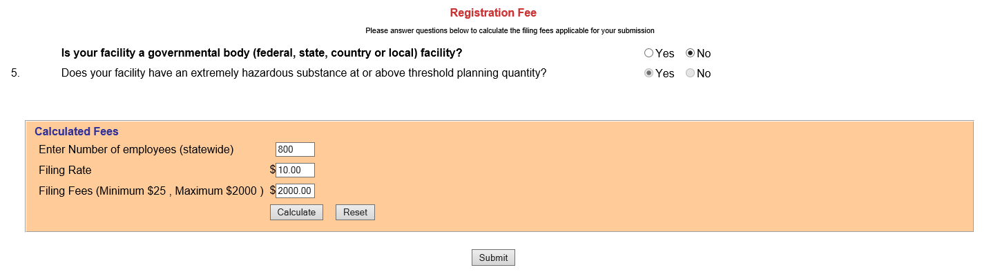 Registration Fee
Please answer questions below to calculate the filing fees applicable for your submission
Is your facility a governmental body (federal, state, country or local) facility? Yes No
5. Does your facility have an extremely hazardous substance at or above threshold planning quantity? Yes No
Calculated Fees
Enter Number of employees (statewide) 800
Filing Rate $ 10.00
Filing Fees (Minimum $25 , Maximum $2000 ) $ 2000.00
Calculate Reset
Submit